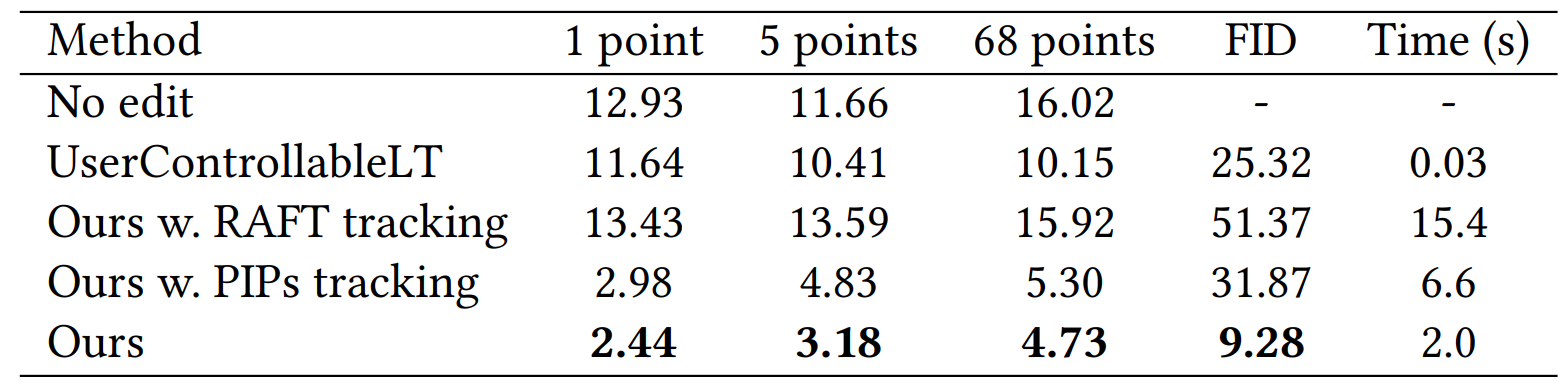 Method 1 point 5 points 68 points FID Time (s)
No edit 12.93 11.66 16.02 - -
UserControllableLT 11.64 10.41 10.15 25.32 0.03
Ours w. RAFT tracking 13.43 13.59 15.92 51.37 15.4
Ours w. PIPs tracking 2.98 4.83 5.30 31.87 6.6
Ours 2.44 3.18 4.73 9.28 2.0